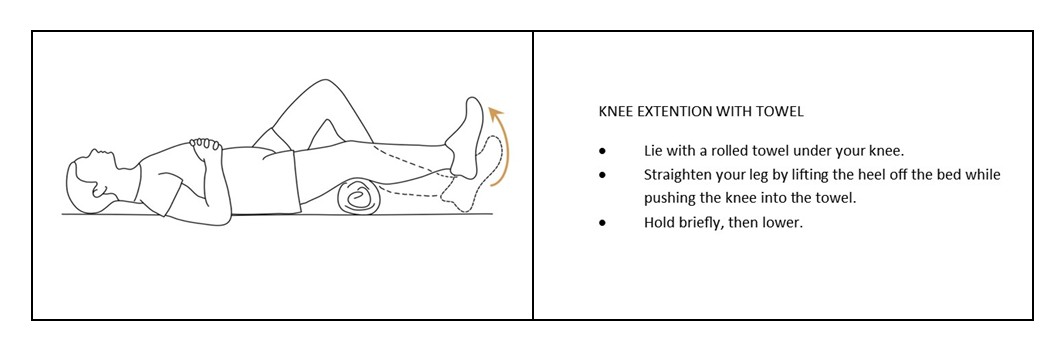 KNEE EXTENTION WITH TOWEL
• Lie with a rolled towel under your knee.
• Straighten your leg by lifting the heel off the bed while
pushing the knee into the towel.
• Hold briefly, then lower.